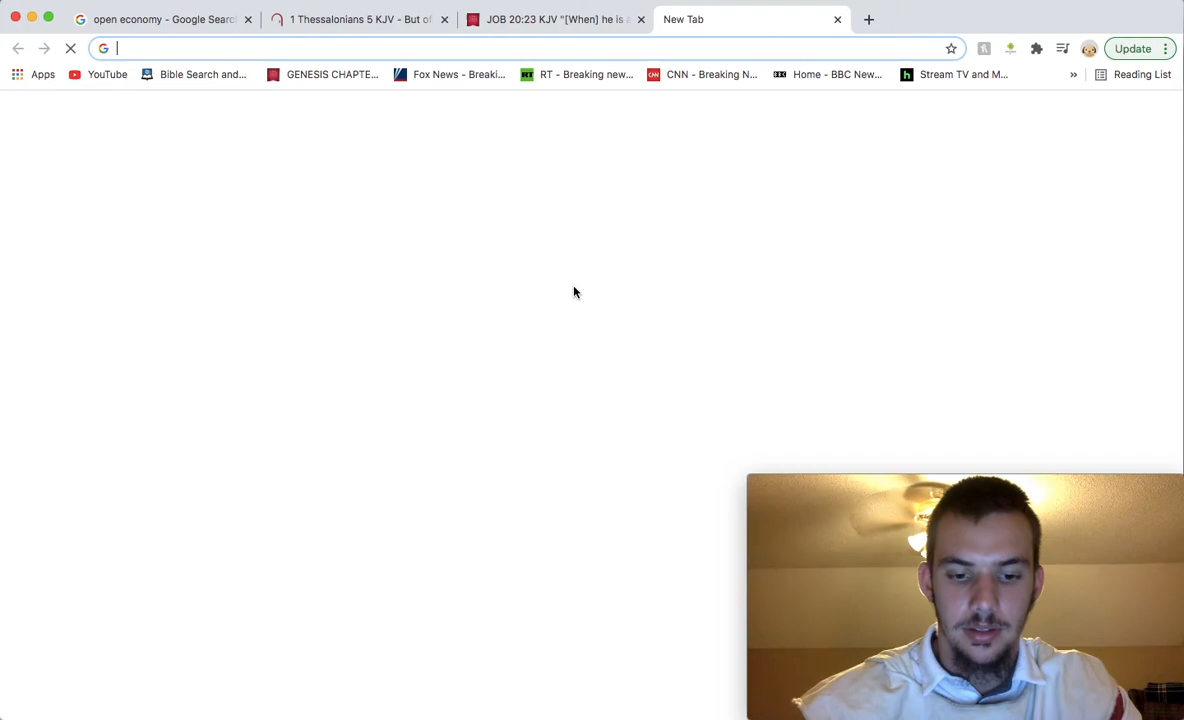 open economy - Google Searc
1 Thessalonians 5 KJV - But of
JOB 20:23 KJV "[When] he is a
New Tab
Update
Apps
YouTube
Bible Search and...
GENESIS CHAPTE...
Fox News - Breaki...
RT - Breaking new...
CNN - Breaking N...
Home - BBC New...
Stream TV and M...
Reading List